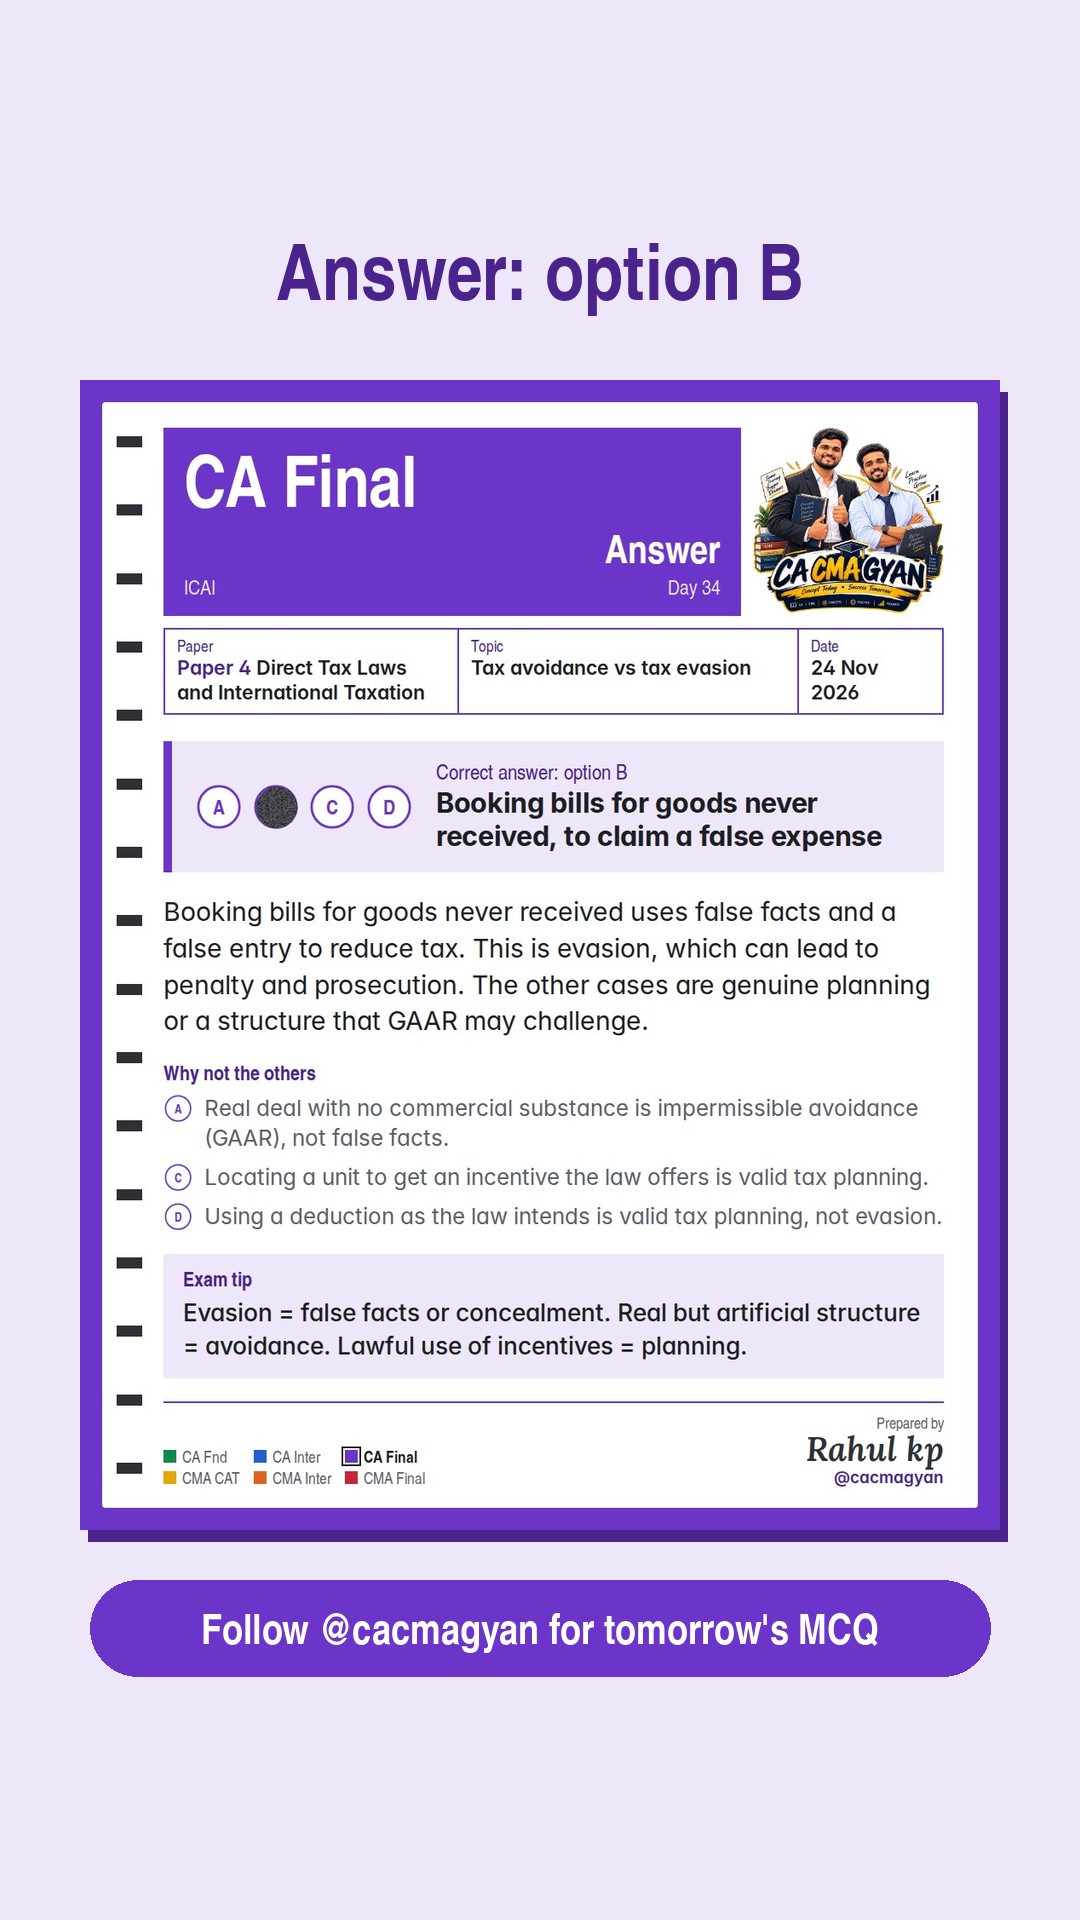 Answer: option B
CA Final
Answer
ICAI
Day 34
CA CMA GYAN
Concept Today • Success Tomorrow
Paper
Paper 4 Direct Tax Laws
and International Taxation
Topic
Tax avoidance vs tax evasion
Date
24 Nov
2026
A
C
D
Correct answer: option B
Booking bills for goods never
received, to claim a false expense
Booking bills for goods never received uses false facts and a
false entry to reduce tax. This is evasion, which can lead to
penalty and prosecution. The other cases are genuine planning
or a structure that GAAR may challenge.
Why not the others
A Real deal with no commercial substance is impermissible avoidance
(GAAR), not false facts.
C Locating a unit to get an incentive the law offers is valid tax planning.
D Using a deduction as the law intends is valid tax planning, not evasion.
Exam tip
Evasion = false facts or concealment. Real but artificial structure
= avoidance. Lawful use of incentives = planning.
CA Fnd CA Inter CA Final
CMA CAT CMA Inter CMA Final
Prepared by
Rahul kp
@cacmagyan
Follow @cacmagyan for tomorrow's MCQ